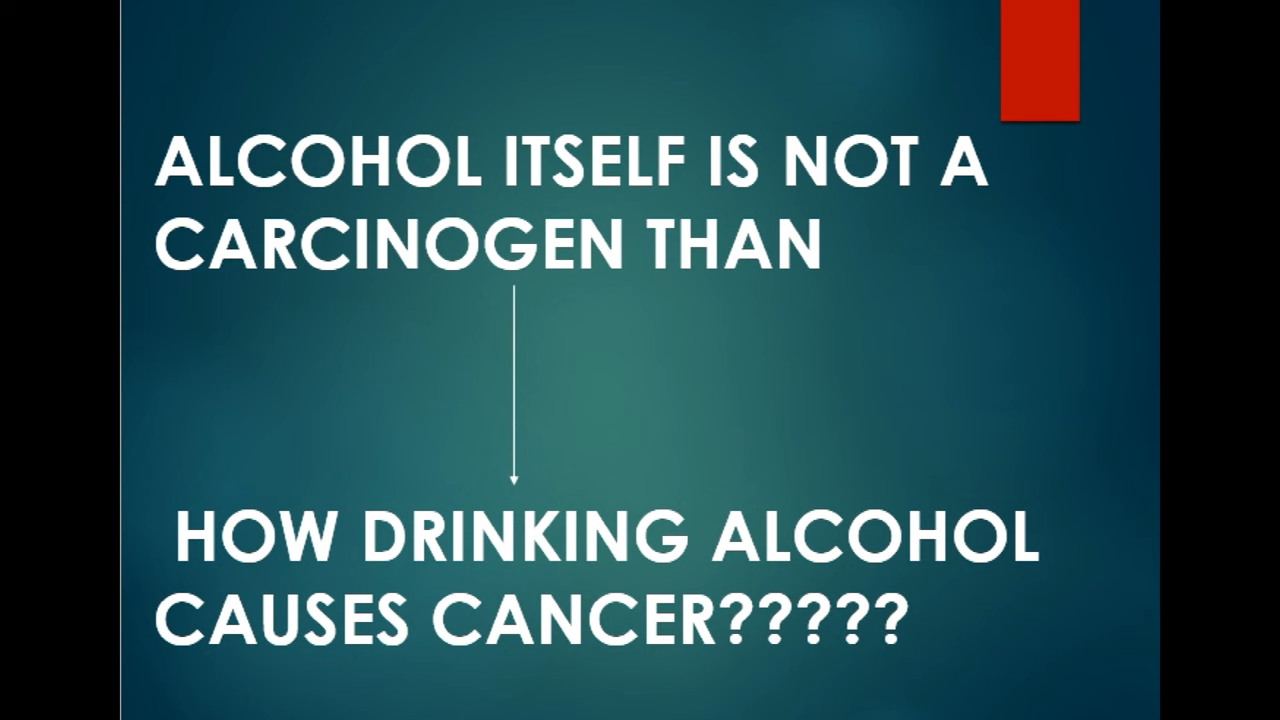 ALCOHOL ITSELF IS NOT A
CARCINOGEN THAN
HOW DRINKING ALCOHOL
CAUSES CANCER?????